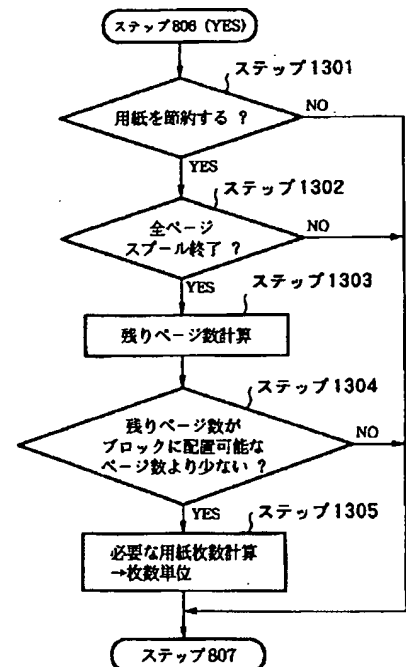 ステップ806 (YES)
ステップ1301
用紙を節約する ?
NO
YES
ステップ1302
全ページ
スプール終了 ?
NO
YES
ステップ1303
残りページ数計算
ステップ1304
残りページ数が
ブロックに配置可能な
ページ数より少ない ?
NO
YES
ステップ1305
必要な用紙枚数計算
→枚数単位
ステップ807